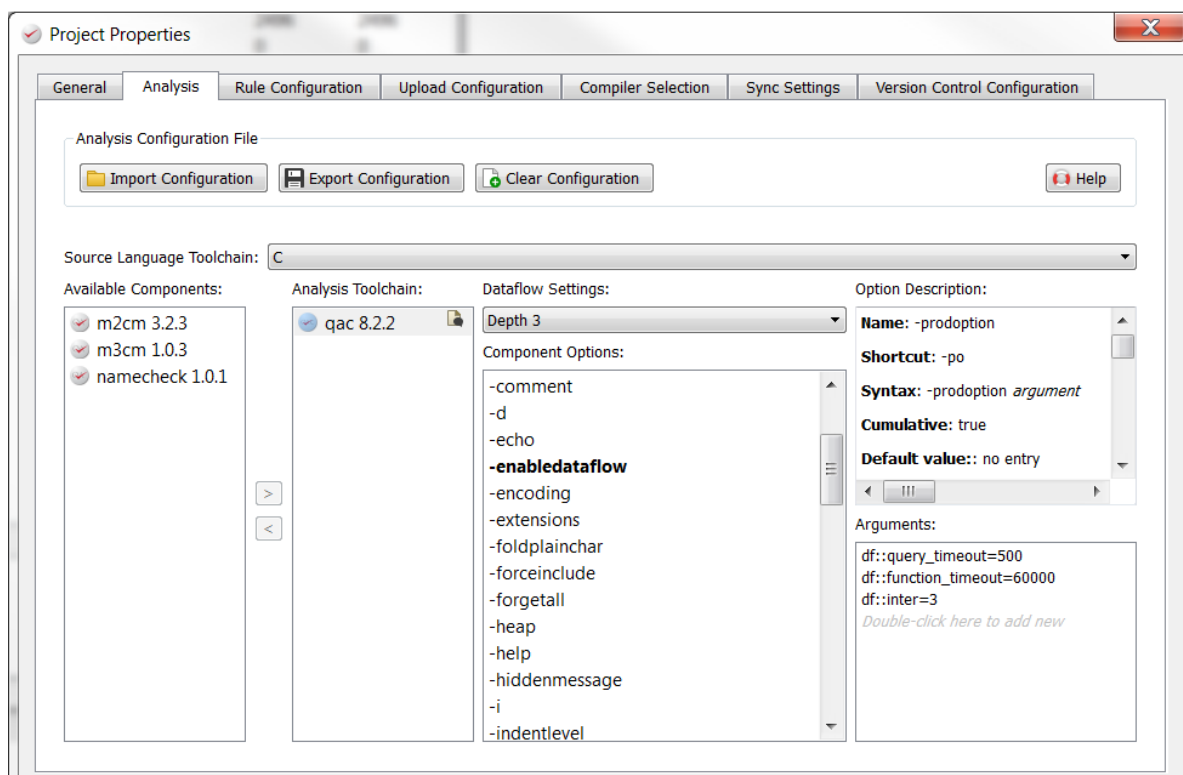 Project Properties
General Analysis Rule Configuration Upload Configuration Compiler Selection Sync Settings Version Control Configuration
Analysis Configuration File
Import Configuration Export Configuration Clear Configuration Help
Source Language Toolchain: C
Available Components:
m2cm 3.2.3
m3cm 1.0.3
namecheck 1.0.1
>
<
Analysis Toolchain:
qac 8.2.2
Dataflow Settings:
Depth 3
Component Options:
-comment
-d
-echo
-enabledataflow
-encoding
-extensions
-foldplainchar
-forceinclude
-forgetall
-heap
-help
-hiddenmessage
-i
-indentlevel
Option Description:
Name: -prodoption
Shortcut: -po
Syntax: -prodoption argument
Cumulative: true
Default value:: no entry
Arguments:
df::query_timeout=500
df::function_timeout=60000
df::inter=3
Double-click here to add new